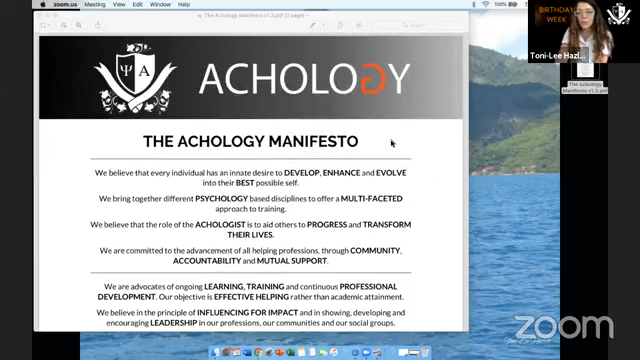 zoom.us Meeting View Edit Window Help
100%
The Achology Manifesto V1.3.pdf (1 page)
Search
BIRTHDAY
WEEK
Toni-Lee Hazl...
The Achology
Manifesto V1.3.pdf
Ψ A
ACHOLOGY
THE ACHOLOGY MANIFESTO
We believe that every individual has an innate desire to DEVELOP, ENHANCE and EVOLVE
into their BEST possible self.
We bring together different PSYCHOLOGY based disciplines to offer a MULTI-FACETED
approach to training.
We believe that the role of the ACHOLOGIST is to aid others to PROGRESS and TRANSFORM
THEIR LIVES.
We are committed to the advancement of all helping professions, through COMMUNITY,
ACCOUNTABILITY and MUTUAL SUPPORT.
We are advocates of ongoing LEARNING, TRAINING and continuous PROFESSIONAL
DEVELOPMENT. Our objective is EFFECTIVE HELPING rather than academic attainment.
We believe in the principle of INFLUENCING FOR IMPACT and in showing, developing and
encouraging LEADERSHIP in our professions, our communities and our social groups.
zoom